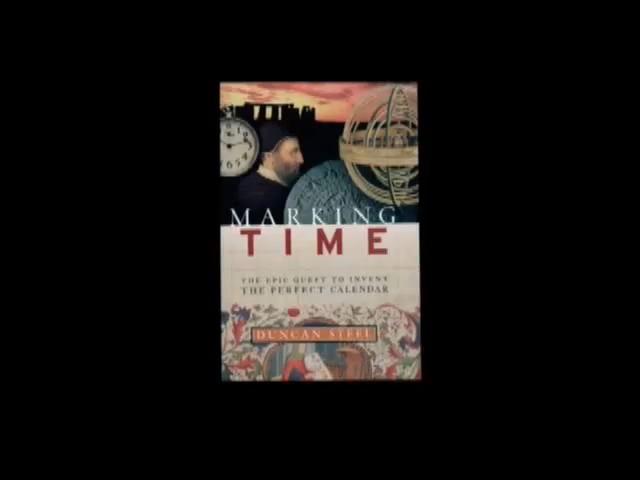 MARKING
TIME
THE EPIC QUEST TO INVENT
THE PERFECT CALENDAR
DUNCAN STEEL